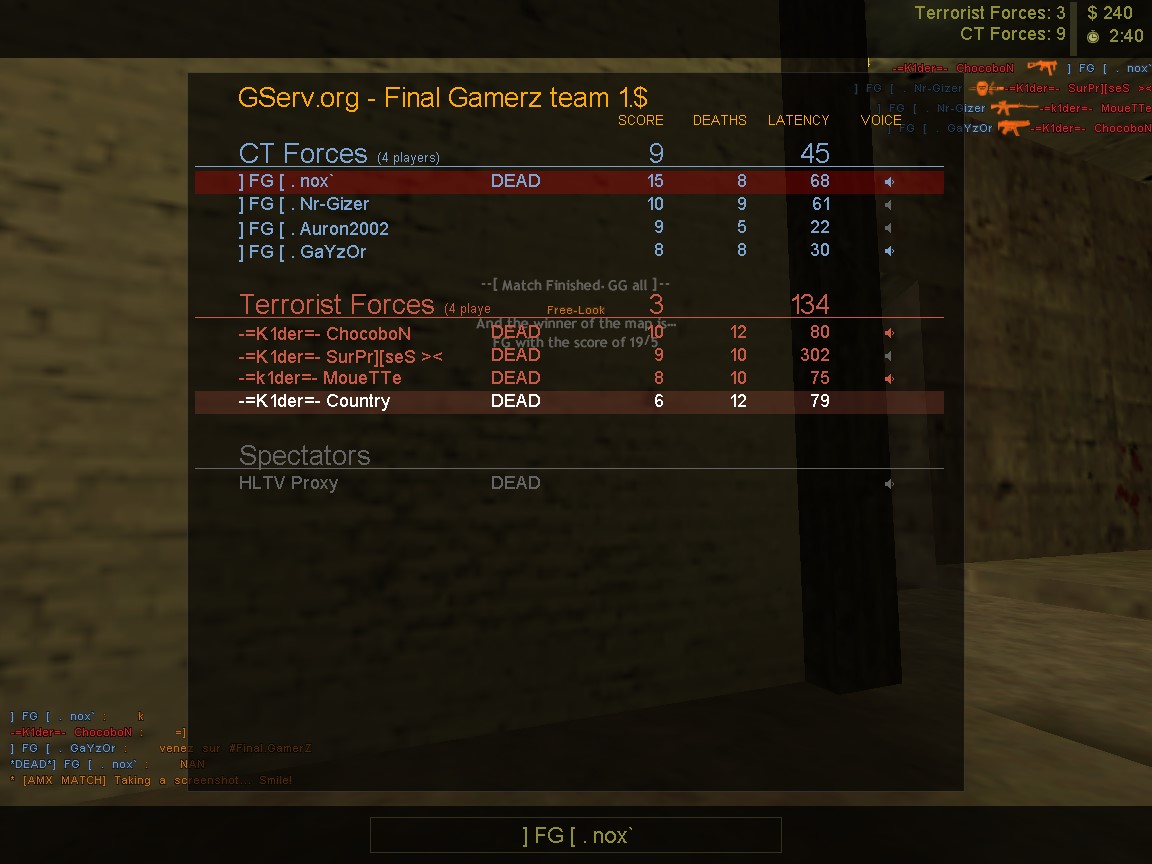 Terrorist Forces: 3 $ 240
CT Forces: 9 2:40
-=K1der=- ChocoboN ] FG [ . nox`
] FG [ . Nr-Gizer -=K1der=- SurPr][seS ><
] FG [ . Nr-Gizer -=k1der=- MoueTTe
] FG [ . GaYzOr -=K1der=- ChocoboN
GServ.org - Final Gamerz team 1.$
SCORE DEATHS LATENCY VOICE
CT Forces (4 players) 9 45
] FG [ . nox` DEAD 15 8 68
] FG [ . Nr-Gizer 10 9 61
] FG [ . Auron2002 9 5 22
] FG [ . GaYzOr 8 8 30
--[ Match Finished- GG all ]--
Terrorist Forces (4 playe 3 134
Free-Look
And the winner of the map is...
-=K1der=- ChocoboN DEAD 10 12 80
FG with the score of 19/5
-=K1der=- SurPr][seS >< DEAD 9 10 302
-=k1der=- MoueTTe DEAD 8 10 75
-=K1der=- Country DEAD 6 12 79
Spectators
HLTV Proxy DEAD
] FG [ . nox` : k
-=K1der=- ChocoboN : =]
] FG [ . GaYzOr : venez sur #Final.GamerZ
*DEAD*] FG [ . nox` : NAN
* [AMX MATCH] Taking a screenshot... Smile!
] FG [ . nox`